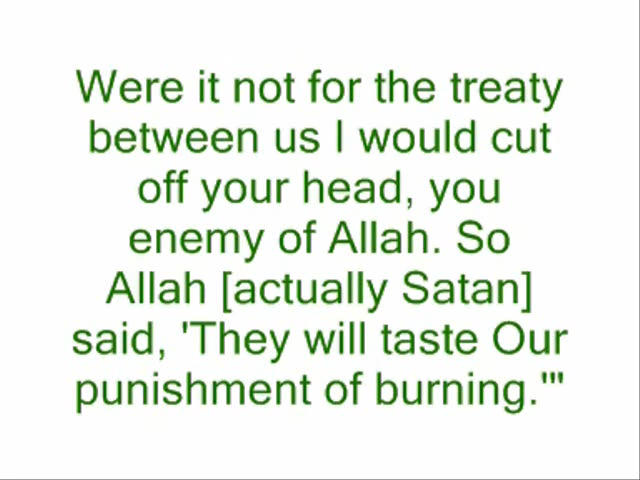 Were it not for the treaty
between us I would cut
off your head, you
enemy of Allah. So
Allah [actually Satan]
said, 'They will taste Our
punishment of burning.'"